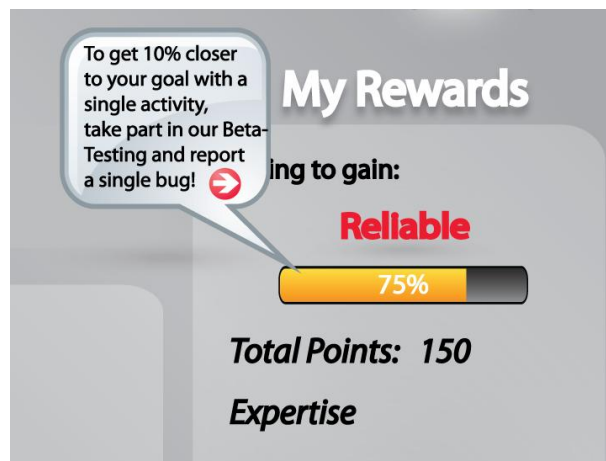 To get 10% closer
to your goal with a
single activity,
take part in our Beta-
Testing and report
a single bug!
My Rewards
ing to gain:
Reliable
75%
Total Points: 150
Expertise